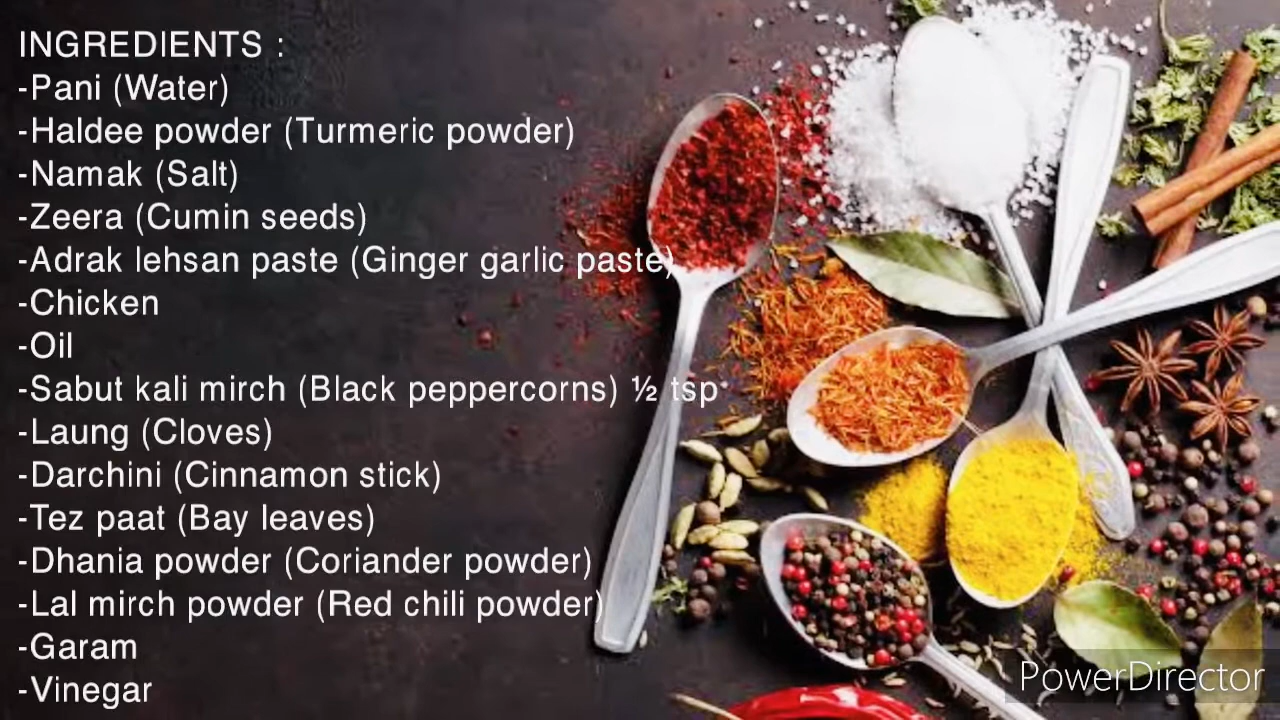 INGREDIENTS :
-Pani (Water)
-Haldee powder (Turmeric powder)
-Namak (Salt)
-Zeera (Cumin seeds)
-Adrak lehsan paste (Ginger garlic paste)
-Chicken
-Oil
-Sabut kali mirch (Black peppercorns) ½ tsp
-Laung (Cloves)
-Darchini (Cinnamon stick)
-Tez paat (Bay leaves)
-Dhania powder (Coriander powder)
-Lal mirch powder (Red chili powder)
-Garam
-Vinegar
PowerDirector